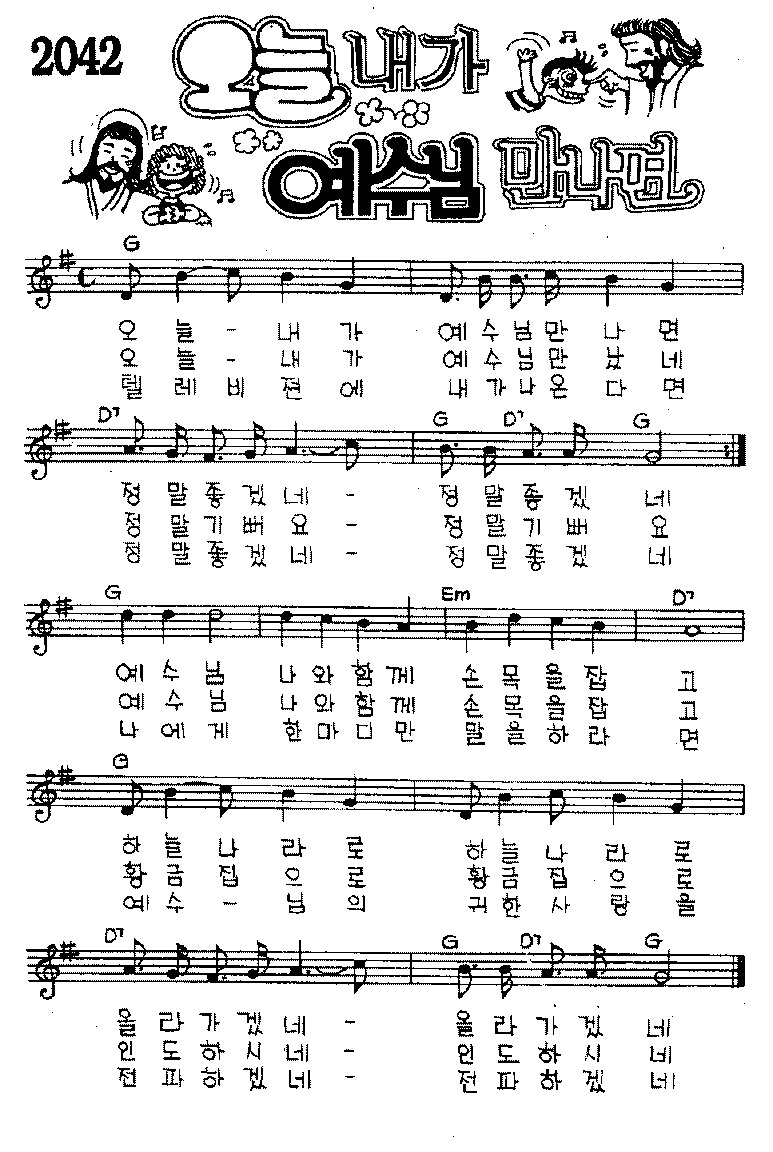 2042
오늘 내가
예수님 만나면
G
오 늘 - 내 가 예 수 님 만 나 면
오 늘 - 내 가 예 수 님 만 났 네
텔 레 비 젼 에 내 가 나 온 다 면
D7 G D7 G
정 말 좋 겠 네 - 정 말 좋 겠 네
정 말 기 뻐 요 - 정 말 기 뻐 요
정 말 좋 겠 네 - 정 말 좋 겠 네
G Em D7
예 수 님 나 와 함 께 손 목 을 잡 고
예 수 님 나 와 함 께 손 목 을 잡 고
나 에 게 한 마 디 만 말 을 하 라 면
G
하 늘 나 라 로 하 늘 나 라 로
황 금 집 으 로 황 금 집 으 로
예 수 - 님 의 귀 한 사 랑 을
D7 G D7 G
올 라 가 겠 네 - 올 라 가 겠 네
인 도 하 시 네 - 인 도 하 시 네
전 파 하 겠 네 - 전 파 하 겠 네